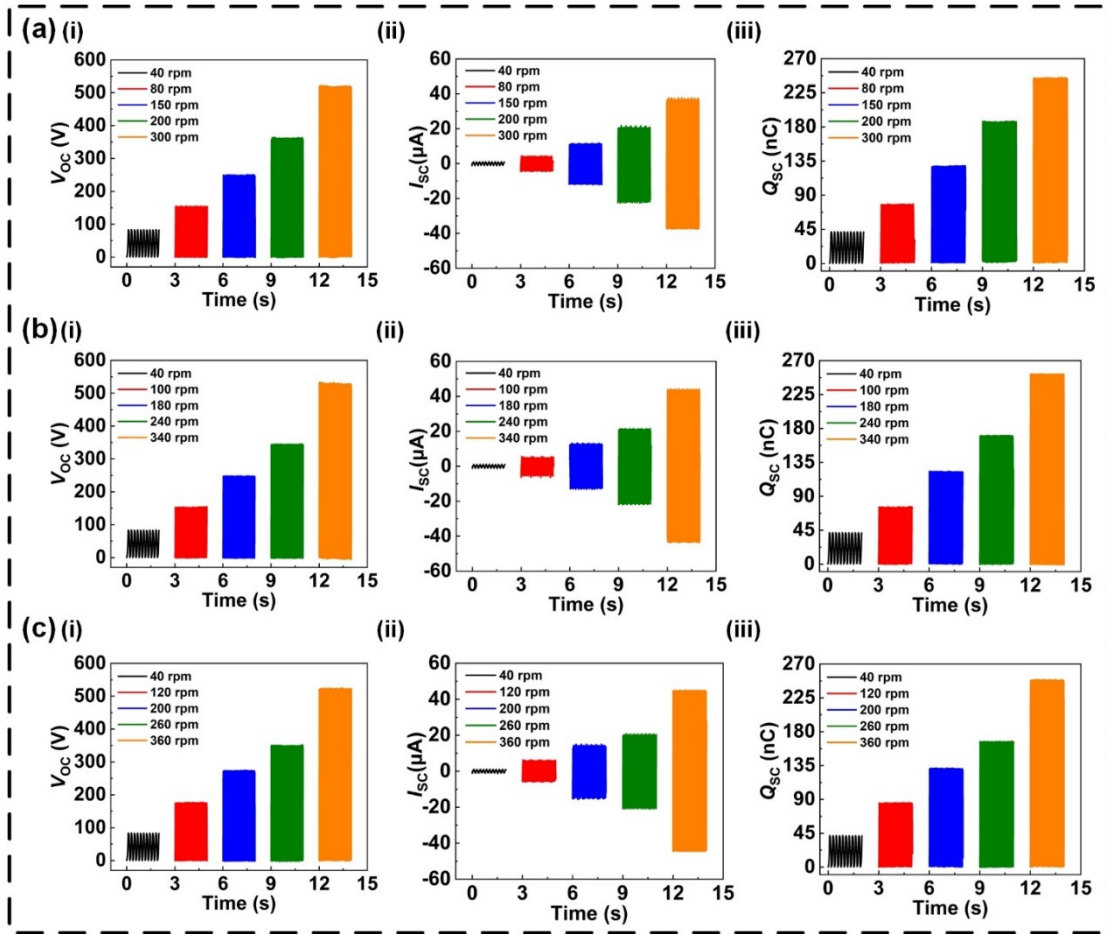 (a) (i)
600
500
400
300
200
100
0
V_OC (V)
40 rpm
80 rpm
150 rpm
200 rpm
300 rpm
0 3 6 9 12 15
Time (s)
(ii)
60
40
20
0
-20
-40
-60
I_SC(μA)
40 rpm
80 rpm
150 rpm
200 rpm
300 rpm
0 3 6 9 12 15
Time (s)
(iii)
270
225
180
135
90
45
0
Q_SC (nC)
40 rpm
80 rpm
150 rpm
200 rpm
300 rpm
0 3 6 9 12 15
Time (s)
(b) (i)
600
500
400
300
200
100
0
V_OC (V)
40 rpm
100 rpm
180 rpm
240 rpm
340 rpm
0 3 6 9 12 15
Time (s)
(ii)
60
40
20
0
-20
-40
-60
I_SC(μA)
40 rpm
100 rpm
180 rpm
240 rpm
340 rpm
0 3 6 9 12 15
Time (s)
(iii)
270
225
180
135
90
45
0
Q_SC (nC)
40 rpm
100 rpm
180 rpm
240 rpm
340 rpm
0 3 6 9 12 15
Time (s)
(c) (i)
600
500
400
300
200
100
0
V_OC (V)
40 rpm
120 rpm
200 rpm
260 rpm
360 rpm
0 3 6 9 12 15
Time (s)
(ii)
60
40
20
0
-20
-40
-60
I_SC(μA)
40 rpm
120 rpm
200 rpm
260 rpm
360 rpm
0 3 6 9 12 15
Time (s)
(iii)
270
225
180
135
90
45
0
Q_SC (nC)
40 rpm
120 rpm
200 rpm
260 rpm
360 rpm
0 3 6 9 12 15
Time (s)